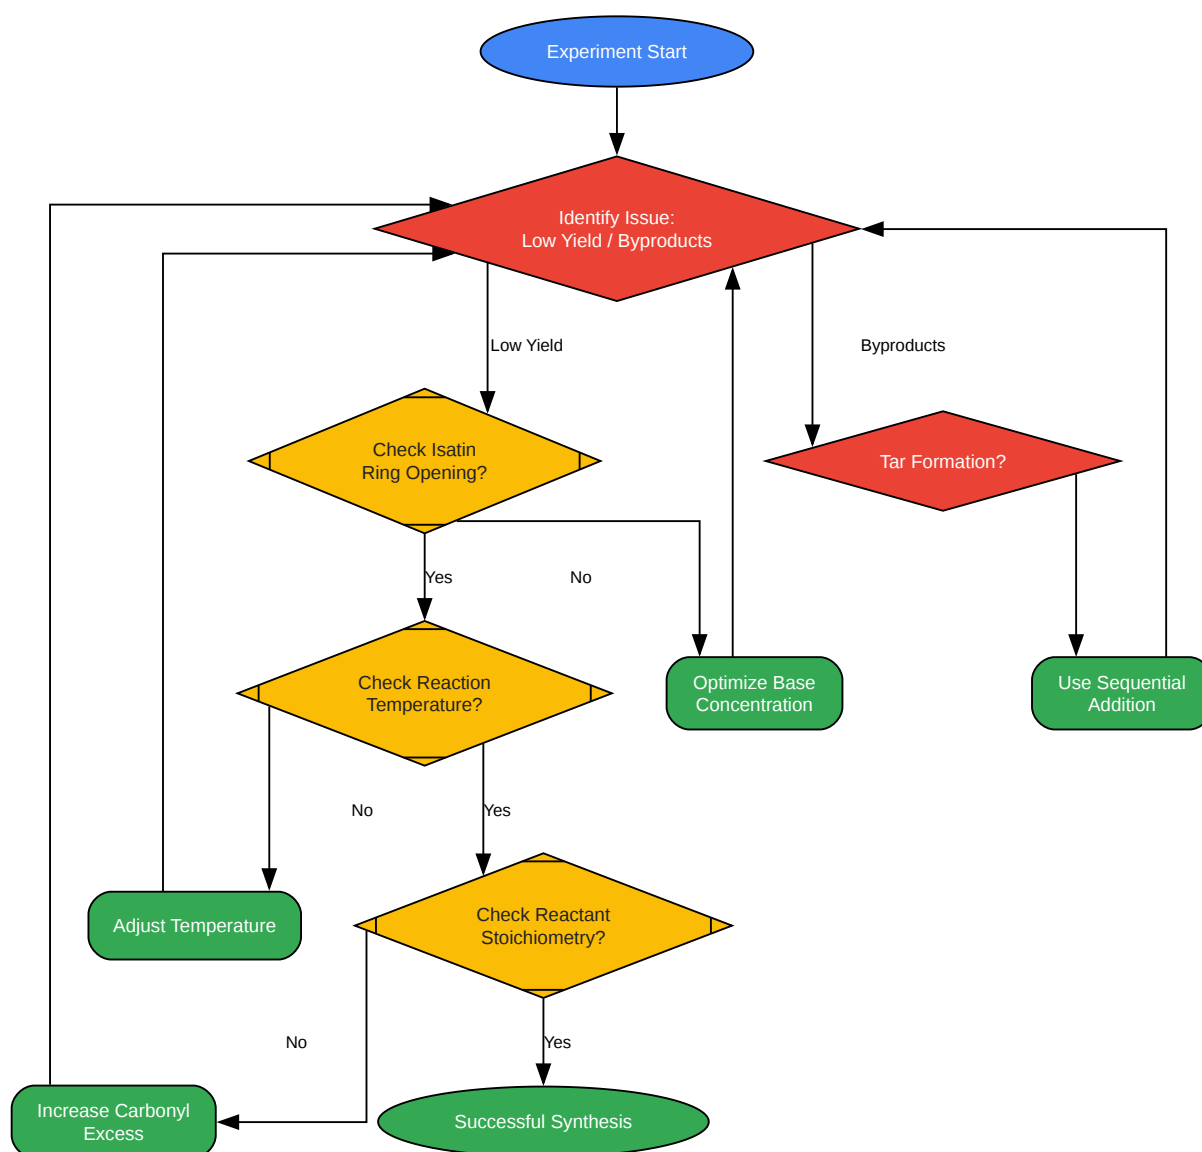 Experiment Start
Identify Issue:
Low Yield / Byproducts
Low Yield
Byproducts
Check Isatin
Ring Opening?
Tar Formation?
Yes
No
Check Reaction
Temperature?
Optimize Base
Concentration
Use Sequential
Addition
No
Yes
Adjust Temperature
Check Reactant
Stoichiometry?
No
Yes
Increase Carbonyl
Excess
Successful Synthesis